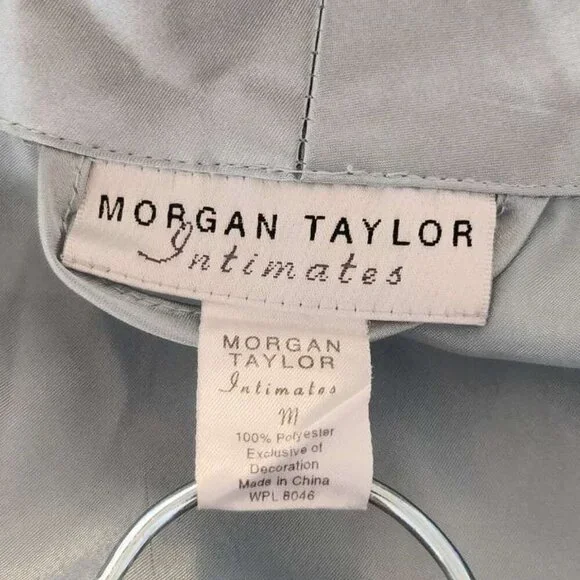 MORGAN TAYLOR
Intimates
MORGAN
TAYLOR
Intimates
M
100% Polyester
Exclusive of
Decoration
Made in China
WPL 8046